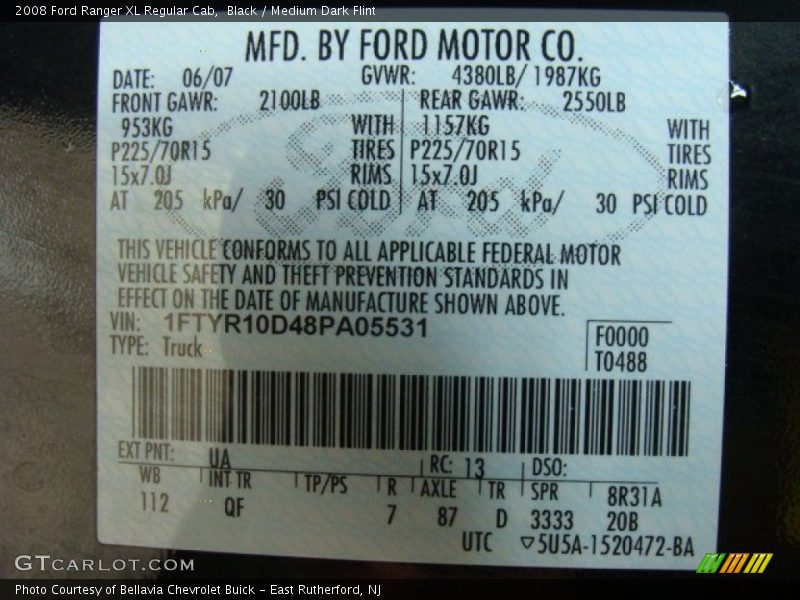 2008 Ford Ranger XL Regular Cab,  Black / Medium Dark Flint
MFD. BY FORD MOTOR CO.
DATE: 06/07 GVWR: 4380LB/ 1987KG
FRONT GAWR: 2100LB REAR GAWR: 2550LB
953KG WITH 1157KG WITH
P225/70R15 TIRES P225/70R15 TIRES
15x7.0J RIMS 15x7.0J RIMS
AT 205 kPa/ 30 PSI COLD AT 205 kPa/ 30 PSI COLD
THIS VEHICLE CONFORMS TO ALL APPLICABLE FEDERAL MOTOR
VEHICLE SAFETY AND THEFT PREVENTION STANDARDS IN
EFFECT ON THE DATE OF MANUFACTURE SHOWN ABOVE.
VIN: 1FTYR10D48PA05531
TYPE: Truck
F0000
T0488
EXT PNT: UA RC: 13 DSO:
WB INT TR TP/PS R AXLE TR SPR 8R31A
112 QF 7 87 D 3333 20B
UTC ▽5U5A-1520472-BA
GTCARLOT.COM
Photo Courtesy of Bellavia Chevrolet Buick - East Rutherford, NJ